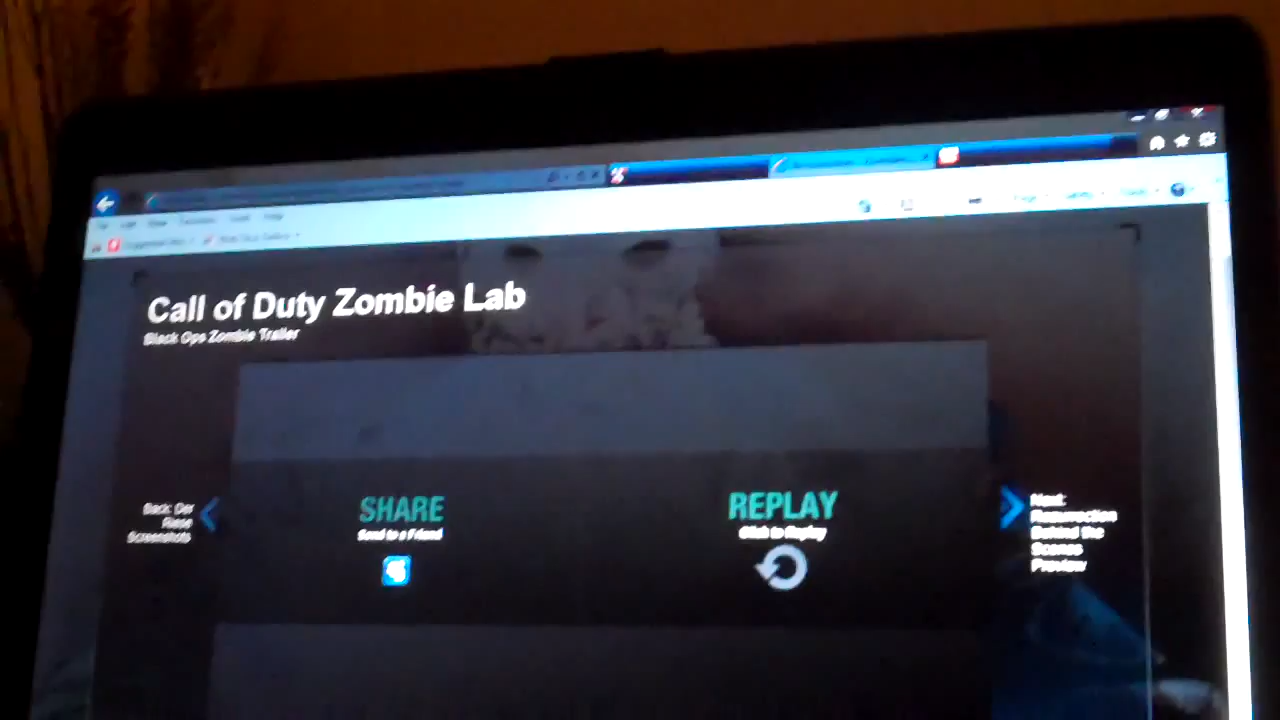 Call of Duty Zombie Lab
Black Ops Zombie Trailer
Back: Der
Riese
Screenshots
SHARE
Send to a Friend
REPLAY
Click to Replay
Next:
Resurrection
Behind the
Scenes
Preview